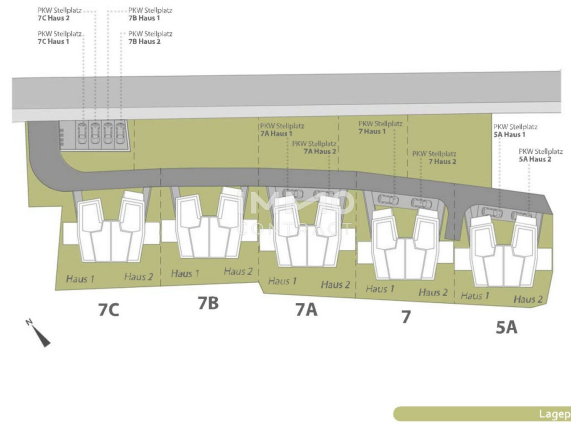 PKW Stellplatz
7C Haus 2
PKW Stellplatz
7B Haus 1
PKW Stellplatz
7C Haus 1
PKW Stellplatz
7B Haus 2
PKW Stellplatz
7A Haus 1
PKW Stellplatz
7A Haus 2
PKW Stellplatz
7 Haus 1
PKW Stellplatz
7 Haus 2
PKW Stellplatz
5A Haus 1
PKW Stellplatz
5A Haus 2
IMMO
CONTRACT
Haus 1
Haus 2
Haus 1
Haus 2
Haus 1
Haus 2
Haus 1
Haus 2
Haus 1
Haus 2
7C
7B
7A
7
5A
N
Lagep